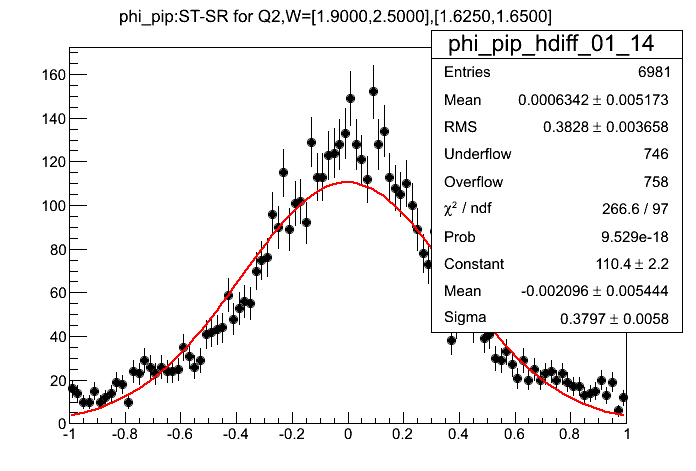 phi_pip:ST-SR for Q2,W=[1.9000,2.5000],[1.6250,1.6500]
phi_pip_hdiff_01_14
Entries 6981
Mean 0.0006342 ± 0.005173
RMS 0.3828 ± 0.003658
Underflow 746
Overflow 758
χ² / ndf 266.6 / 97
Prob 9.529e-18
Constant 110.4 ± 2.2
Mean -0.002096 ± 0.005444
Sigma 0.3797 ± 0.0058
160
140
120
100
80
60
40
20
0
-1 -0.8 -0.6 -0.4 -0.2 0 0.2 0.4 0.6 0.8 1